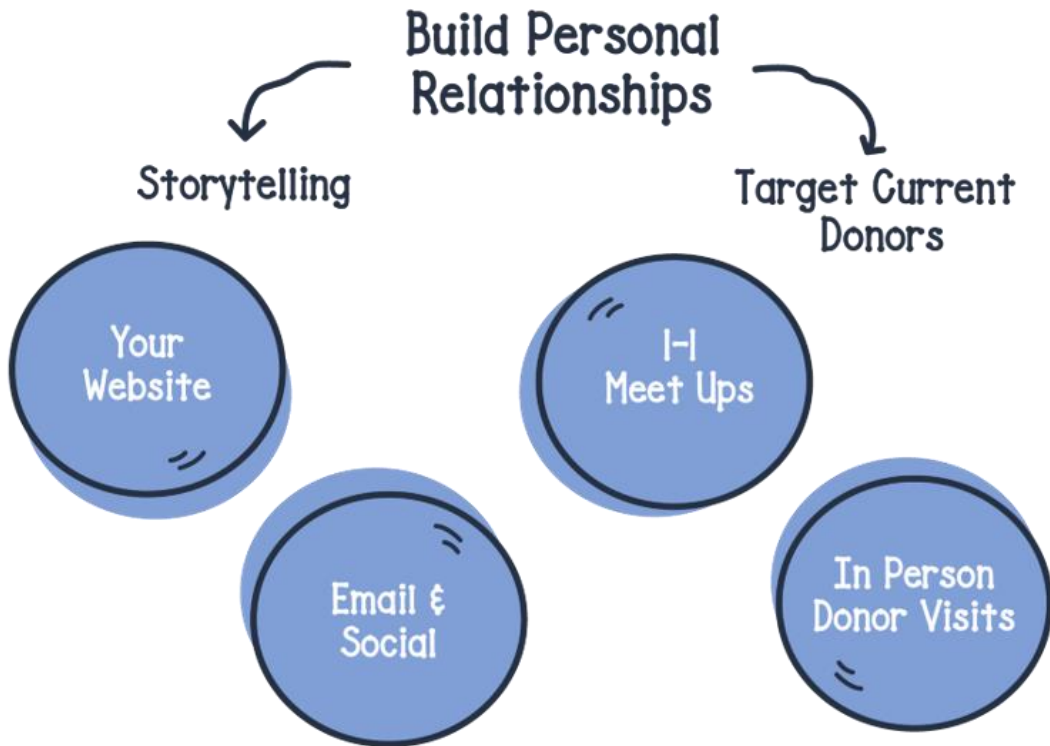 Build Personal
Relationships
Storytelling
Target Current
Donors
Your
Website
1-1
Meet Ups
Email &
Social
In Person
Donor Visits